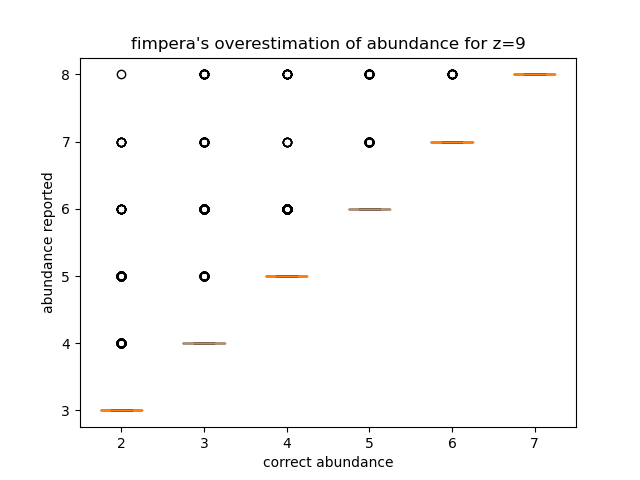 fimpera's overestimation of abundance for z=9
8
7
6
5
4
3
abundance reported
2 3 4 5 6 7
correct abundance